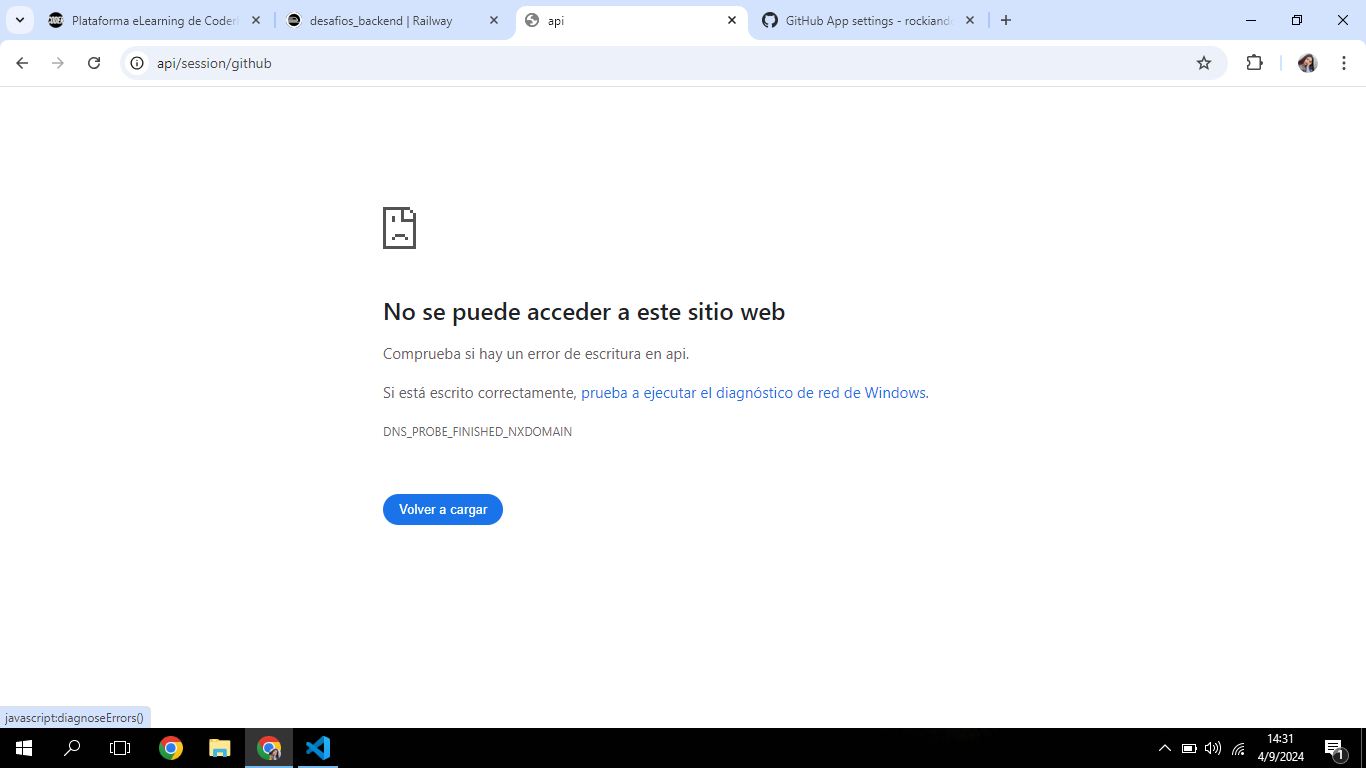 Plataforma eLearning de Coder
desafios_backend | Railway
api
GitHub App settings - rockiand
api/session/github
No se puede acceder a este sitio web
Comprueba si hay un error de escritura en api.
Si está escrito correctamente, prueba a ejecutar el diagnóstico de red de Windows.
DNS_PROBE_FINISHED_NXDOMAIN
Volver a cargar
javascript:diagnoseErrors()
14:31
4/9/2024
1